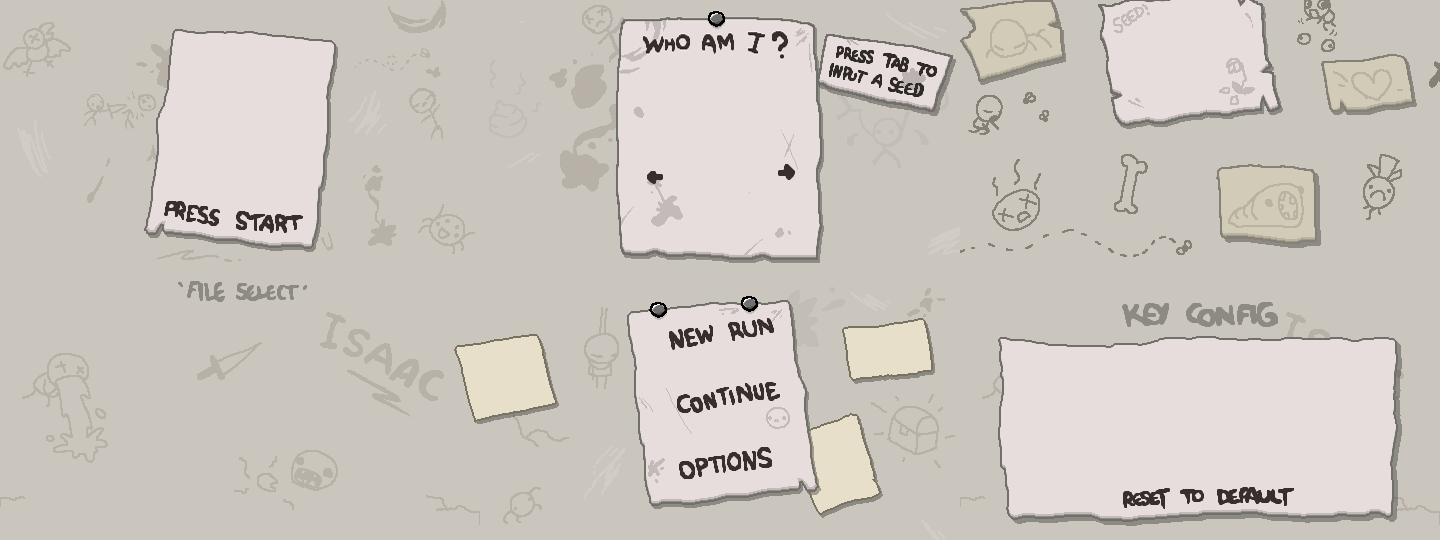 PRESS START
'FILE SELECT'
ISAAC
WHO AM I?
PRESS TAB TO
INPUT A SEED
SEED!
NEW RUN
CONTINUE
OPTIONS
KEY CONFIG
RESET TO DEFAULT